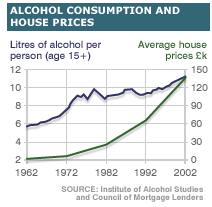 ALCOHOL CONSUMPTION AND
HOUSE PRICES
Litres of alcohol per
person (age 15+)
Average house
prices £k
12
10
8
6
4
2
150
120
90
60
30
0
1962 1972 1982 1992 2002
SOURCE: Institute of Alcohol Studies
and Council of Mortgage Lenders